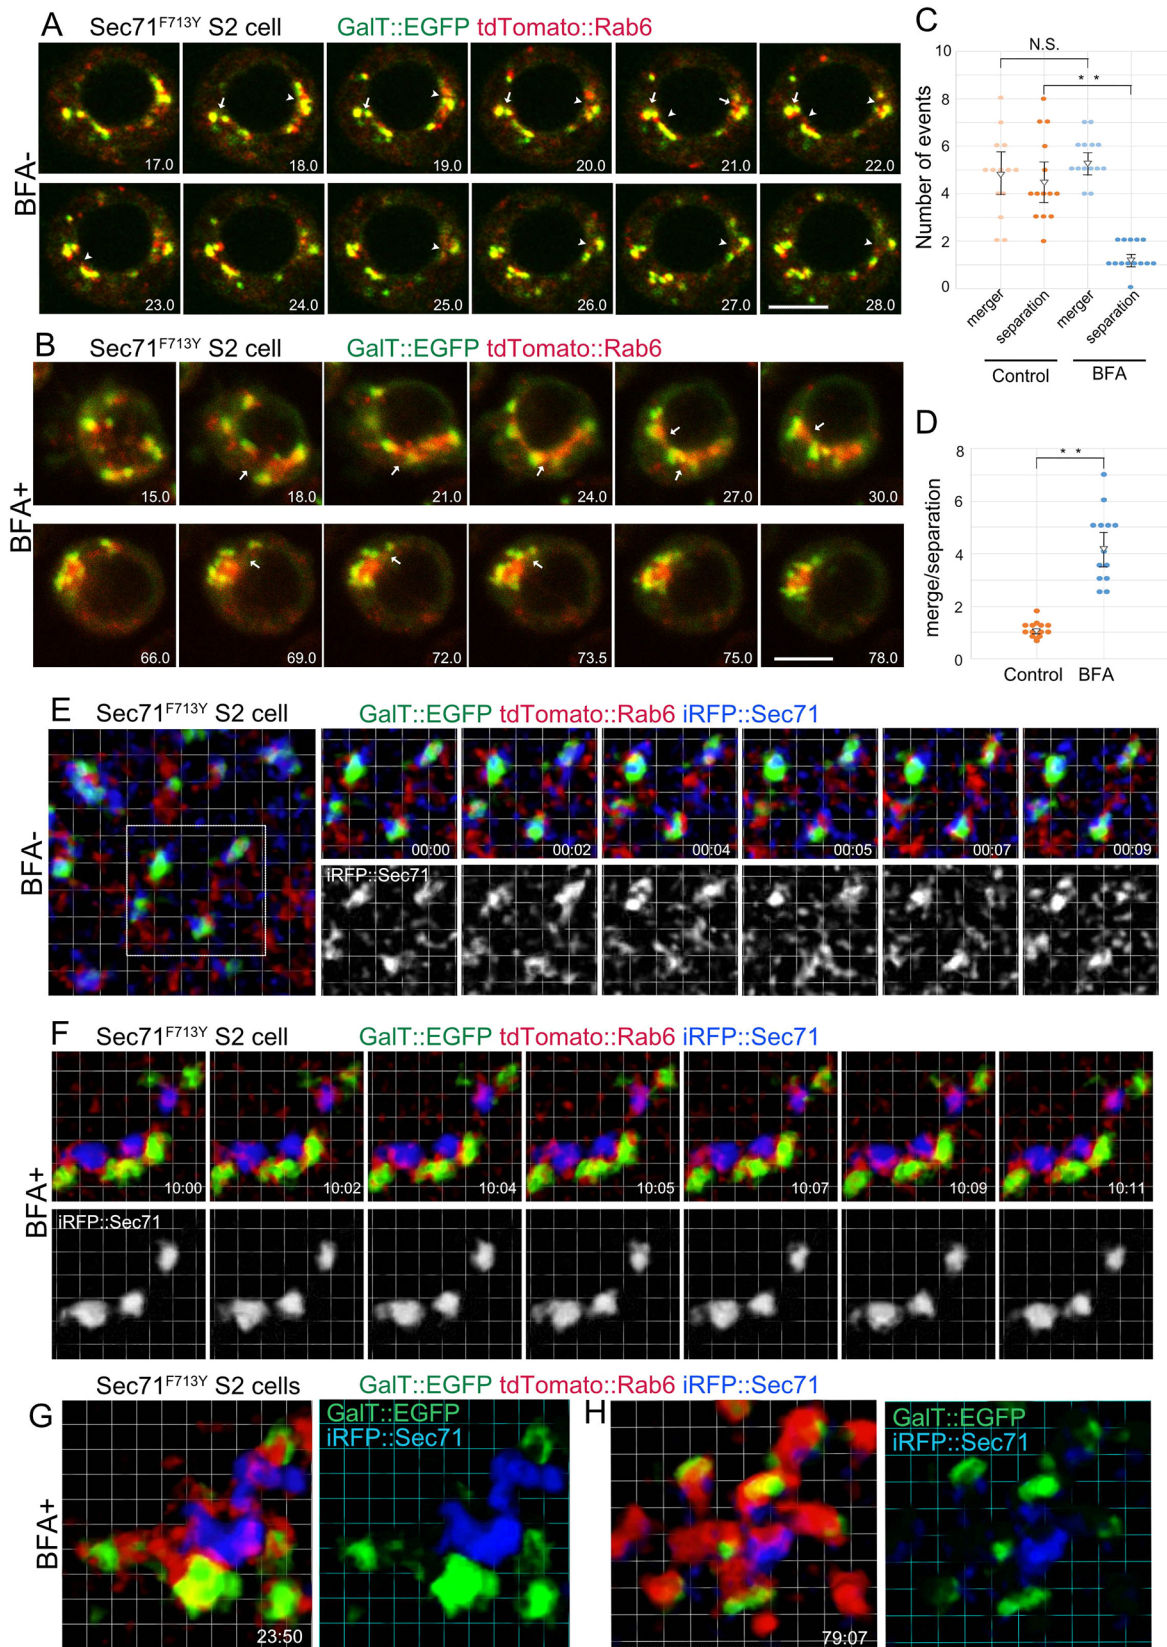 A Sec71F713Y S2 cell GalT::EGFP tdTomato::Rab6
BFA-
17.0 18.0 19.0 20.0 21.0 22.0
23.0 24.0 25.0 26.0 27.0 28.0
B Sec71F713Y S2 cell GalT::EGFP tdTomato::Rab6
BFA+
15.0 18.0 21.0 24.0 27.0 30.0
66.0 69.0 72.0 73.5 75.0 78.0
C
N.S.
* *
Number of events
10
8
6
4
2
0
merger separation merger separation
Control BFA
D
* *
merge/separation
8
6
4
2
0
Control BFA
E Sec71F713Y S2 cell GalT::EGFP tdTomato::Rab6 iRFP::Sec71
BFA-
00:00 00:02 00:04 00:05 00:07 00:09
iRFP::Sec71
F Sec71F713Y S2 cell GalT::EGFP tdTomato::Rab6 iRFP::Sec71
BFA+
10:00 10:02 10:04 10:05 10:07 10:09 10:11
iRFP::Sec71
Sec71F713Y S2 cells GalT::EGFP tdTomato::Rab6 iRFP::Sec71
BFA+
G
23:50
GalT::EGFP
iRFP::Sec71
H
79:07
GalT::EGFP
iRFP::Sec71